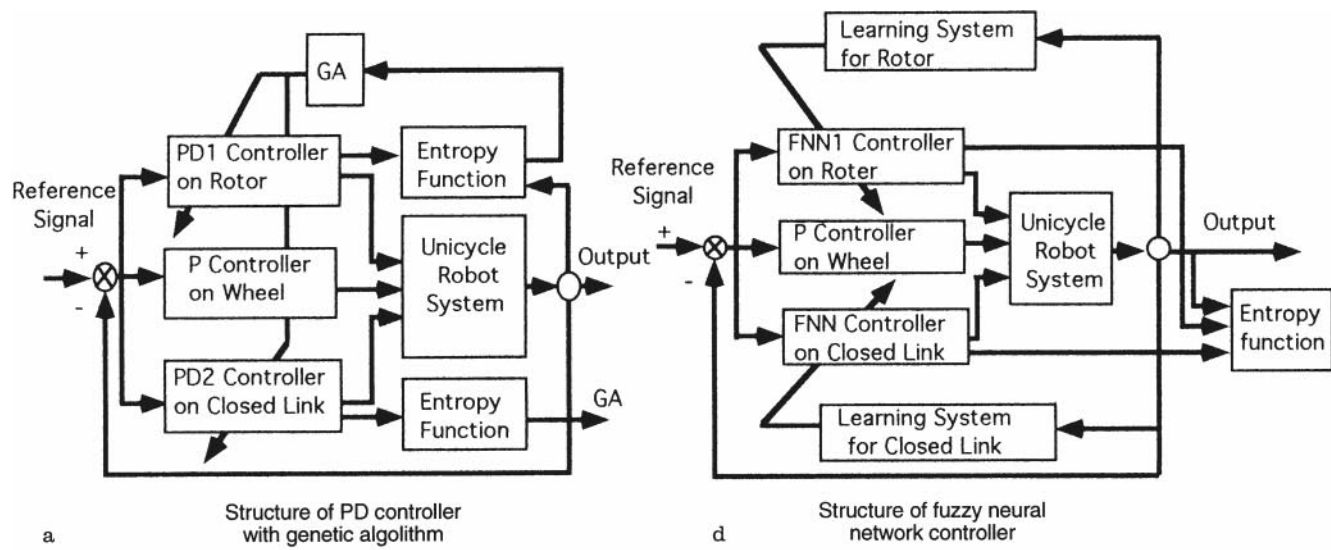 GA
PD1 Controller
on Rotor
Entropy
Function
Reference
Signal
+
-
P Controller
on Wheel
Unicycle
Robot
System
Output
PD2 Controller
on Closed Link
Entropy
Function
GA
Structure of PD controller
with genetic algolithm
a
Learning System
for Rotor
FNN1 Controller
on Roter
Reference
Signal
+
-
P Controller
on Wheel
Unicycle
Robot
System
Output
FNN Controller
on Closed Link
Entropy
function
Learning System
for Closed Link
Structure of fuzzy neural
network controller
d